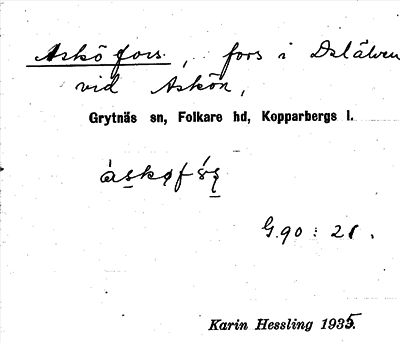 Askö fors., fors i Dalälven
vid Askön,
Grytnäs sn, Folkare hd, Kopparbergs l.
G.90 : 21.
Karin Hessling 1935.